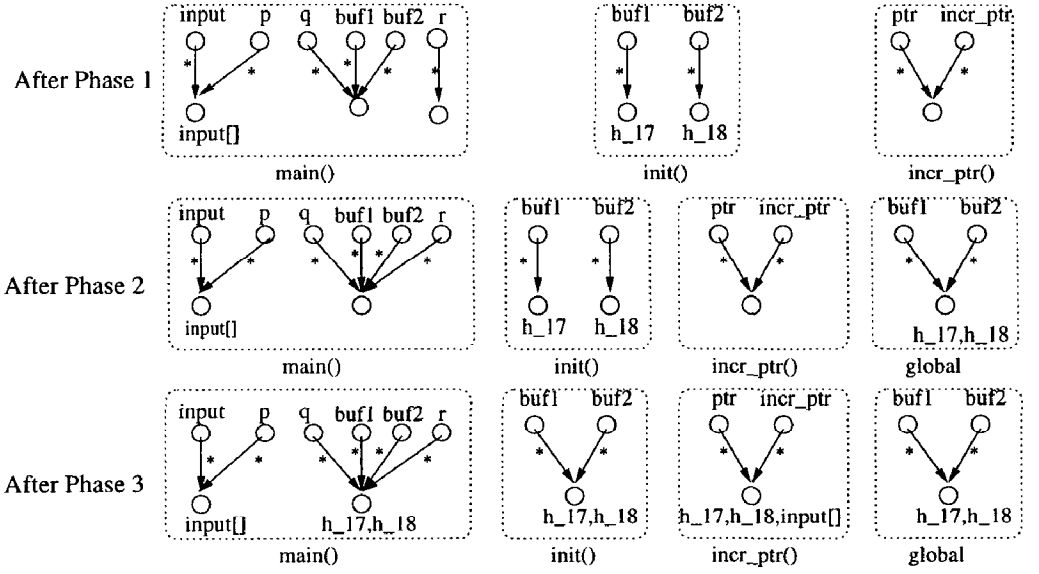 input p q buf1 buf2 r buf1 buf2 ptr incr_ptr
* * * * * * * * * *
After Phase 1
input[] h_17 h_18
main() init() incr_ptr()
input p q buf1 buf2 r buf1 buf2 ptr incr_ptr buf1 buf2
* * * * * * * * * * * *
After Phase 2
input[] h_17 h_18 h_17,h_18
main() init() incr_ptr() global
input p q buf1 buf2 r buf1 buf2 ptr incr_ptr buf1 buf2
* * * * * * * * * * * *
After Phase 3
input[] h_17,h_18 h_17,h_18 h_17,h_18,input[] h_17,h_18
main() init() incr_ptr() global